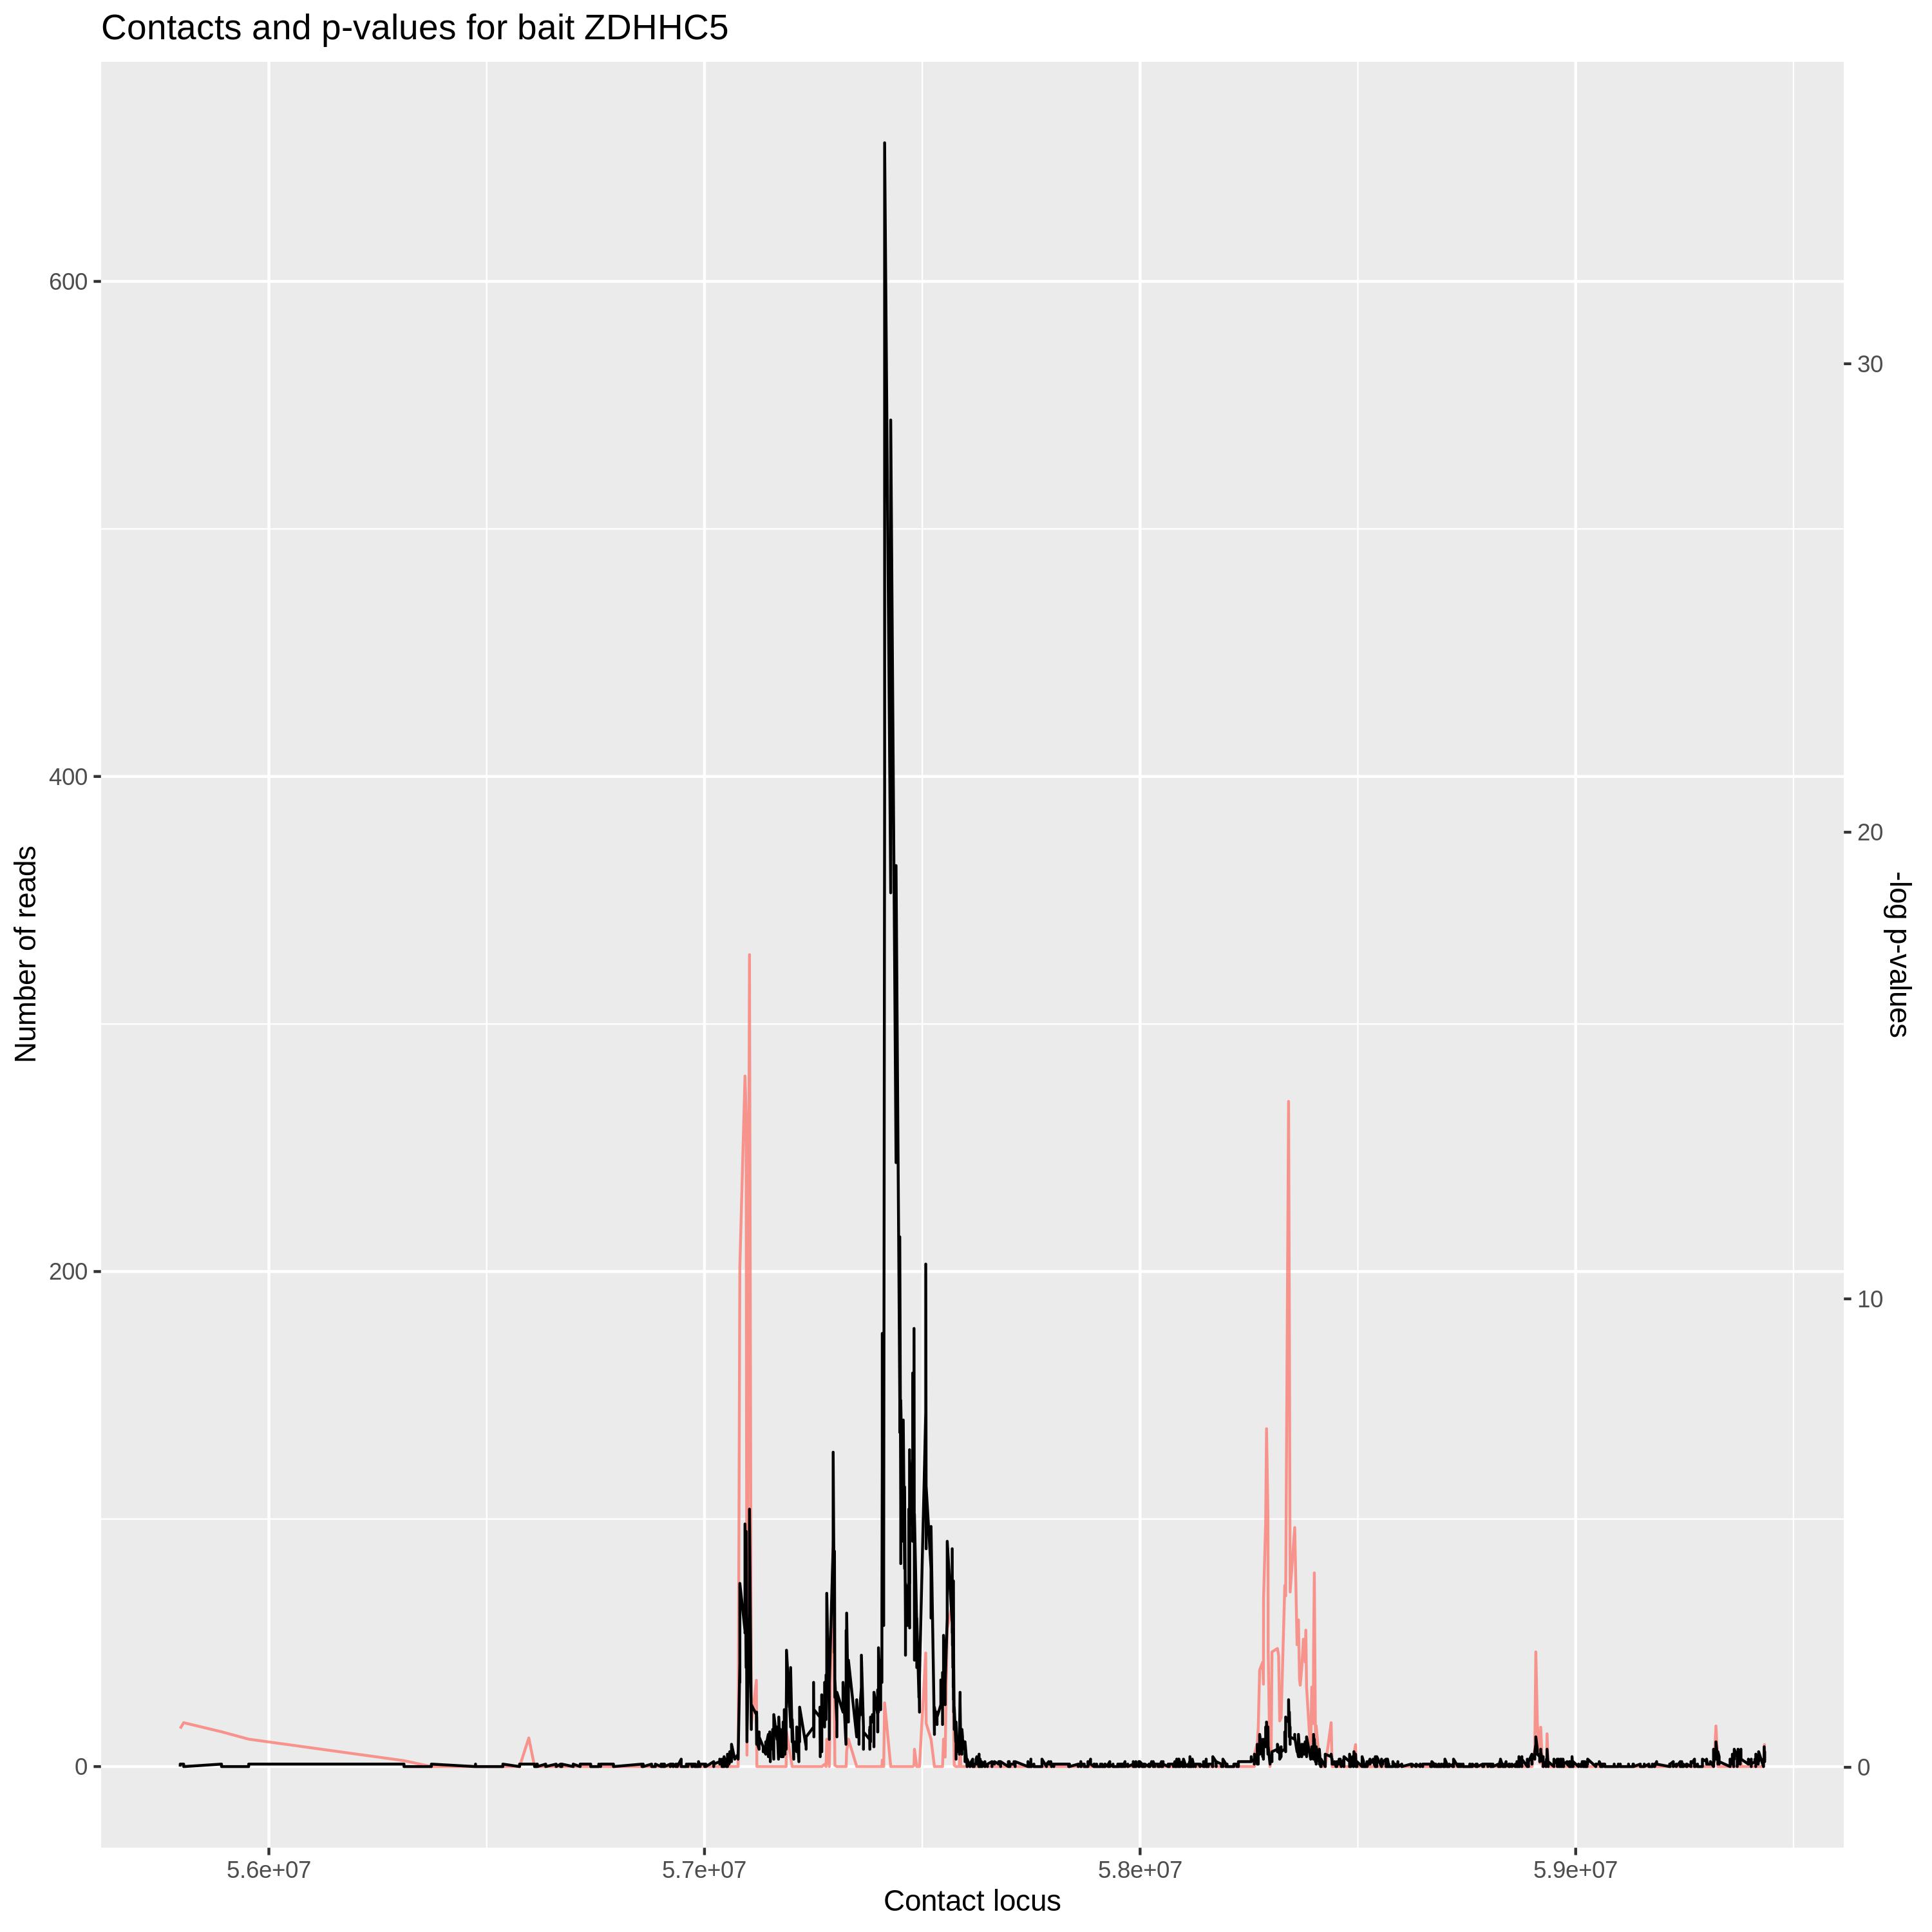 Contacts and p-values for bait ZDHHC5
600
400
200
0
Number of reads
30
20
10
0
-log p-values
5.6e+07
5.7e+07
5.8e+07
5.9e+07
Contact locus